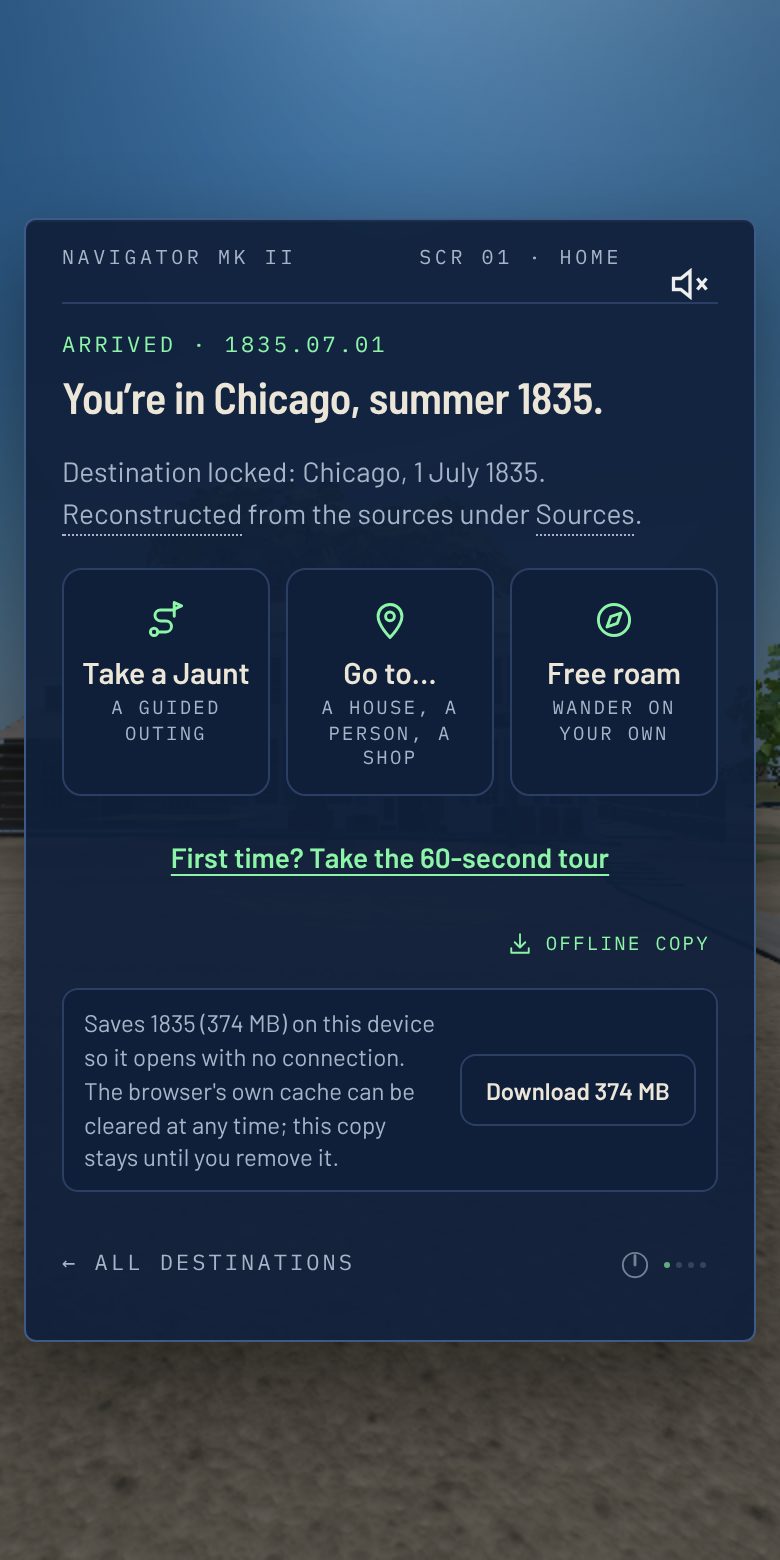 NAVIGATOR MK II
SCR 01 · HOME
ARRIVED · 1835.07.01
You’re in Chicago, summer 1835.
Destination locked: Chicago, 1 July 1835.
Reconstructed from the sources under Sources.
Take a Jaunt
A GUIDED
OUTING
Go to…
A HOUSE, A
PERSON, A
SHOP
Free roam
WANDER ON
YOUR OWN
First time? Take the 60-second tour
OFFLINE COPY
Saves 1835 (374 MB) on this device
so it opens with no connection.
The browser's own cache can be
cleared at any time; this copy
stays until you remove it.
Download 374 MB
← ALL DESTINATIONS